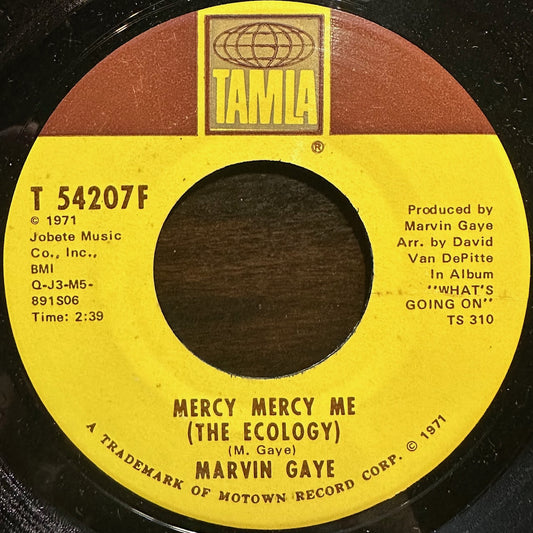 TAMLA
®
T 54207F
© 1971
Jobete Music
Co., Inc.,
BMI
Q-J3-M5-
891S06
Time: 2:39
Produced by
Marvin Gaye
Arr. by David
Van DePitte
In Album
"WHAT'S
GOING ON"
TS 310
MERCY MERCY ME
(THE ECOLOGY)
(M. Gaye)
MARVIN GAYE
A TRADEMARK OF MOTOWN RECORD CORP. © 1971